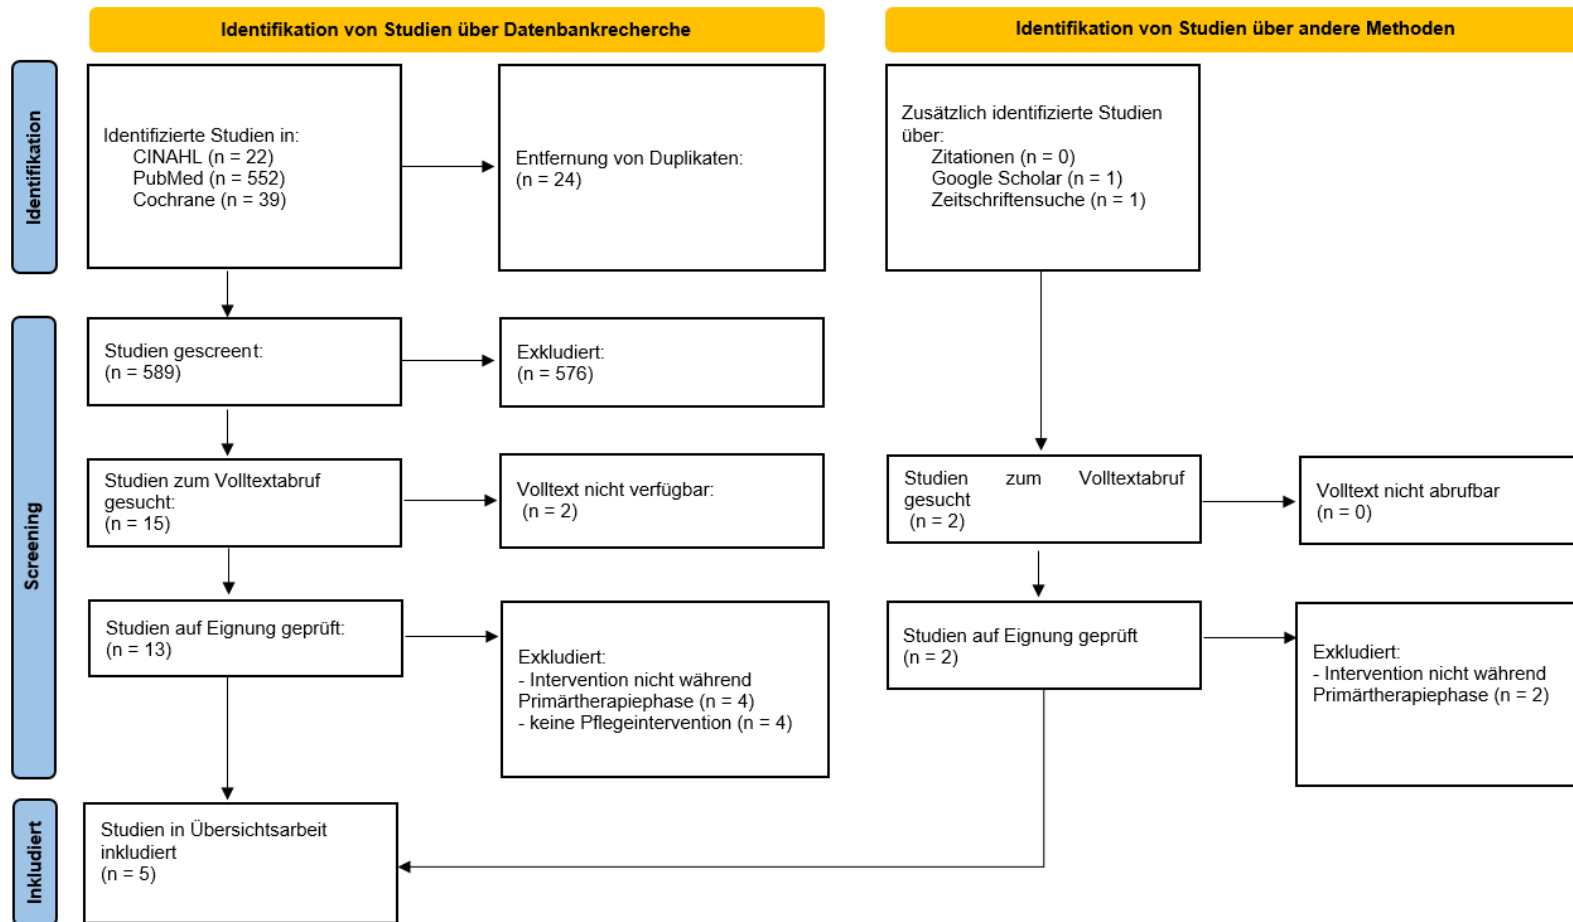 Identifikation von Studien über Datenbankrecherche
Identifikation von Studien über andere Methoden
Identifikation
Identifizierte Studien in:
CINAHL (n = 22)
PubMed (n = 552)
Cochrane (n = 39)
Entfernung von Duplikaten:
(n = 24)
Zusätzlich identifizierte Studien
über:
Zitationen (n = 0)
Google Scholar (n = 1)
Zeitschriftensuche (n = 1)
Screening
Studien gescreent:
(n = 589)
Exkludiert:
(n = 576)
Studien zum Volltextabruf
gesucht:
(n = 15)
Volltext nicht verfügbar:
(n = 2)
Studien zum Volltextabruf
gesucht
(n = 2)
Volltext nicht abrufbar
(n = 0)
Studien auf Eignung geprüft:
(n = 13)
Exkludiert:
- Intervention nicht während
Primärtherapiephase (n = 4)
- keine Pflegeintervention (n = 4)
Studien auf Eignung geprüft
(n = 2)
Exkludiert:
- Intervention nicht während
Primärtherapiephase (n = 2)
Inkludiert
Studien in Übersichtsarbeit
inkludiert
(n = 5)